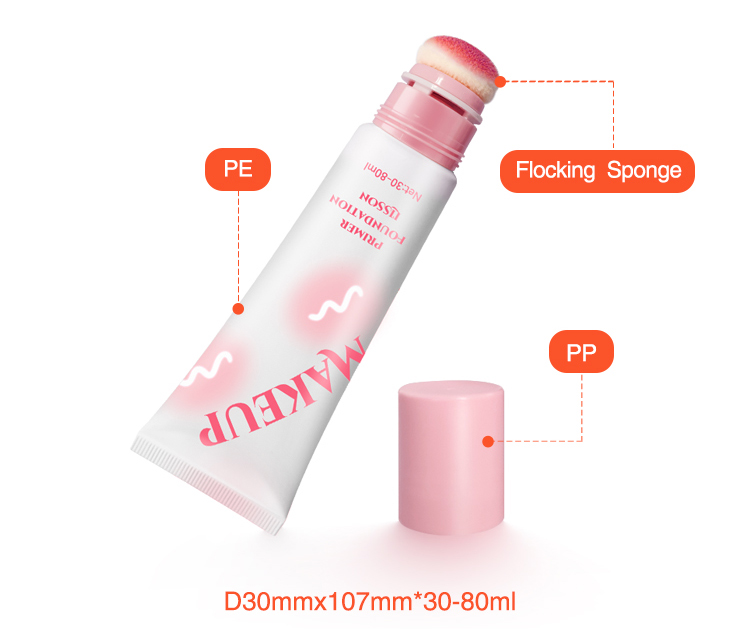 PE
Flocking Sponge
Net:30-80ml
LISSON
FOUNDATION
PRIMER
MAKEUP
PP
D30mmx107mm*30-80ml